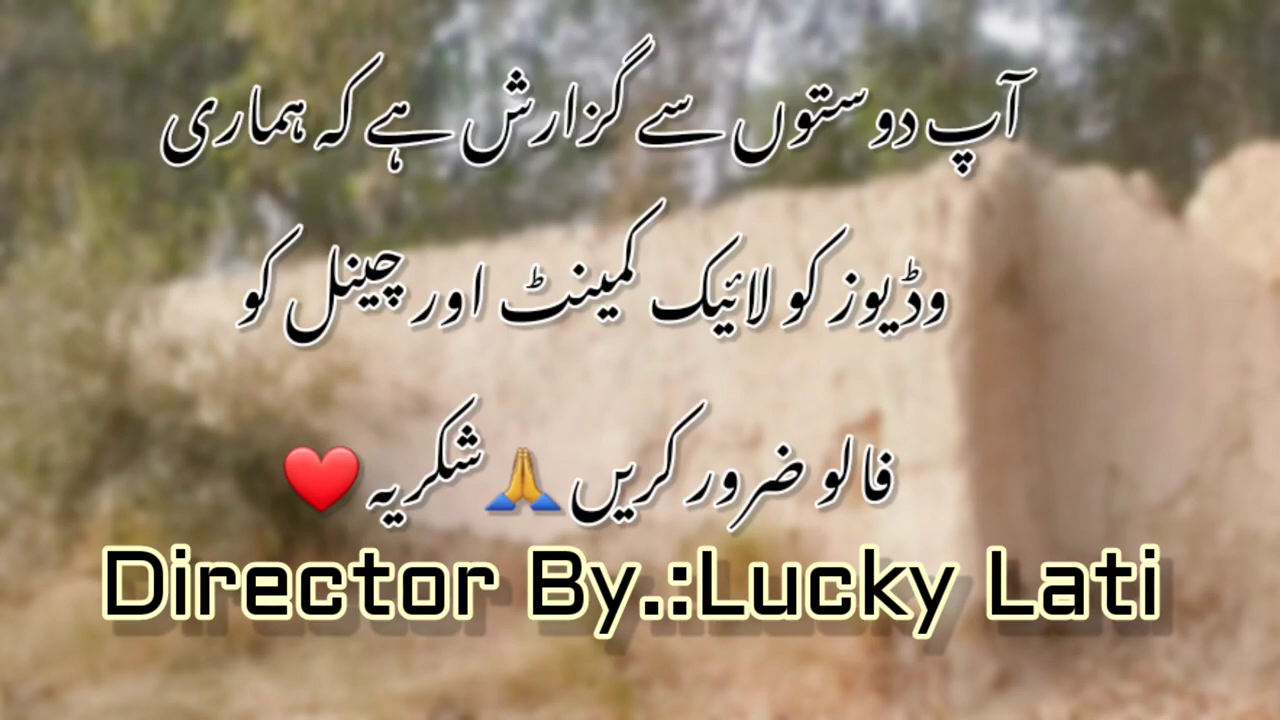 آپ دوستوں سے گزارش ہے کہ ہماری
وڈیوز کو لائیک کمینٹ اور چینل کو
فالو ضرور کریں🙏شکریہ❤️
Director By.:Lucky Lati